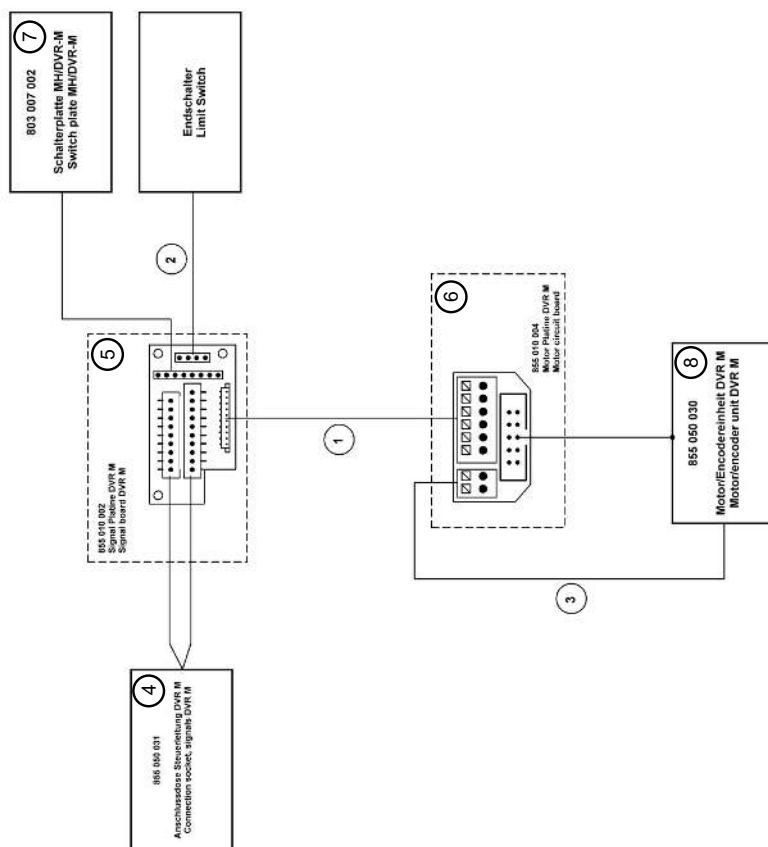 7
803 007 002
Schalterplatte MH/DVR-M
Switch plate MH/DVR-M
Endschalter
Limit Switch
2
5
855 010 002
Signal Platine DVR M
Signal board DVR M
1
6
855 010 004
Motor Platine DVR M
Motor circuit board
4
855 050 031
Anschlussdose Steuerleitung DVR M
Connection socket, signals DVR M
3
8
855 050 030
Motor/Encodereinheit DVR M
Motor/encoder unit DVR M